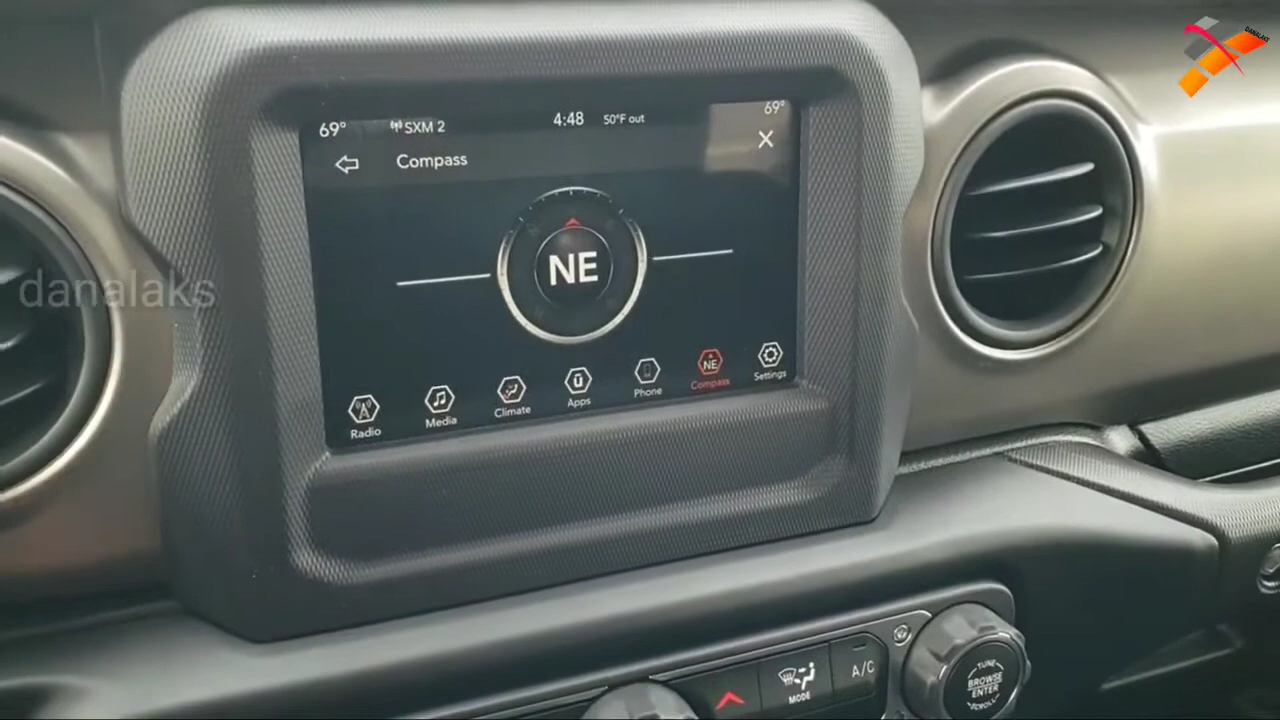 DANALAKS
69°
SXM 2
4:48
50°F out
69°
Compass
NE
danalaks
Radio
Media
Climate
Apps
Phone
NE
Compass
Settings
MODE
A/C
TUNE
BROWSE
ENTER
SCROLL